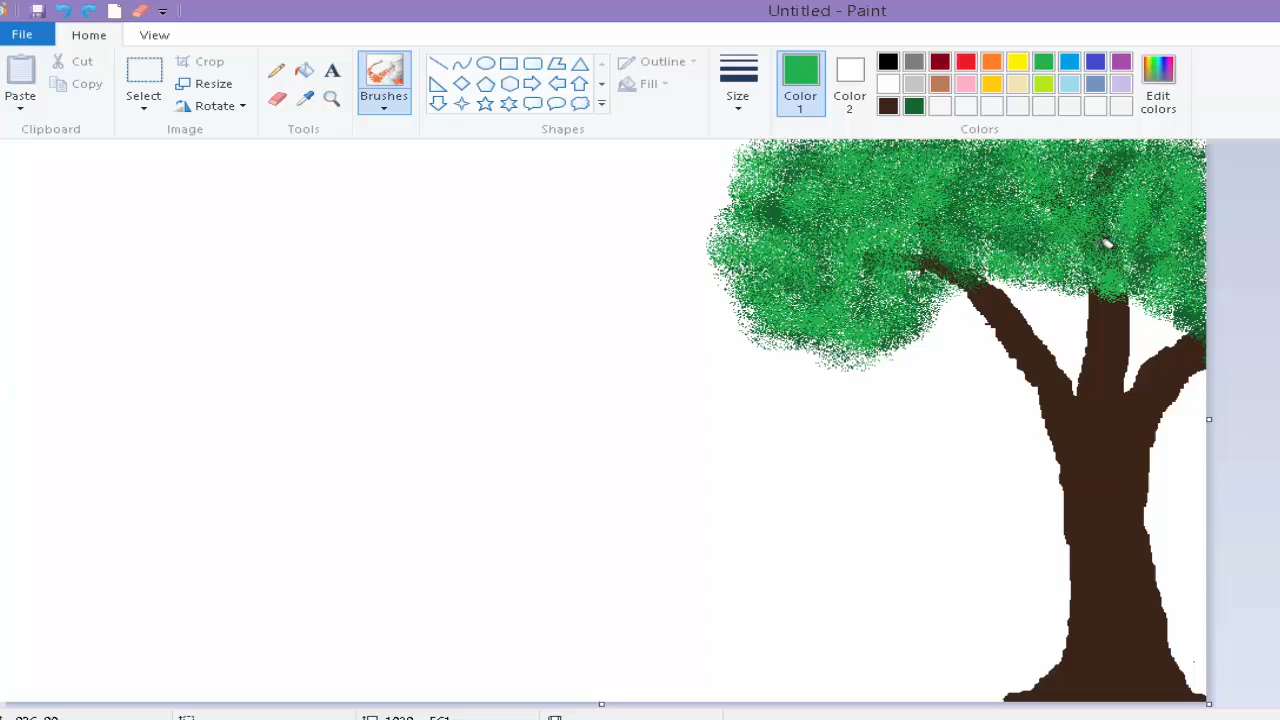 Untitled - Paint
File Home View
Cut
Copy
Paste
Clipboard
Select
Crop
Resize
Rotate
Image
Tools
Brushes
Outline
Fill
Shapes
Size
Color 1
Color 2
Edit colors
Colors